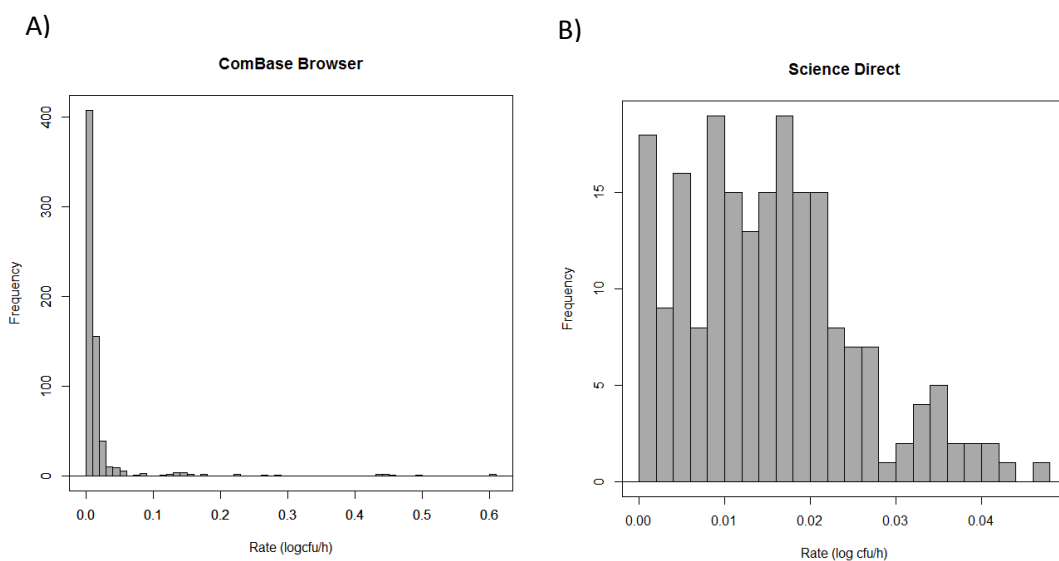 A)
ComBase Browser
Frequency
400
300
200
100
0
0.0 0.1 0.2 0.3 0.4 0.5 0.6
Rate (logcfu/h)
B)
Science Direct
Frequency
15
10
5
0
0.00 0.01 0.02 0.03 0.04
Rate (log cfu/h)